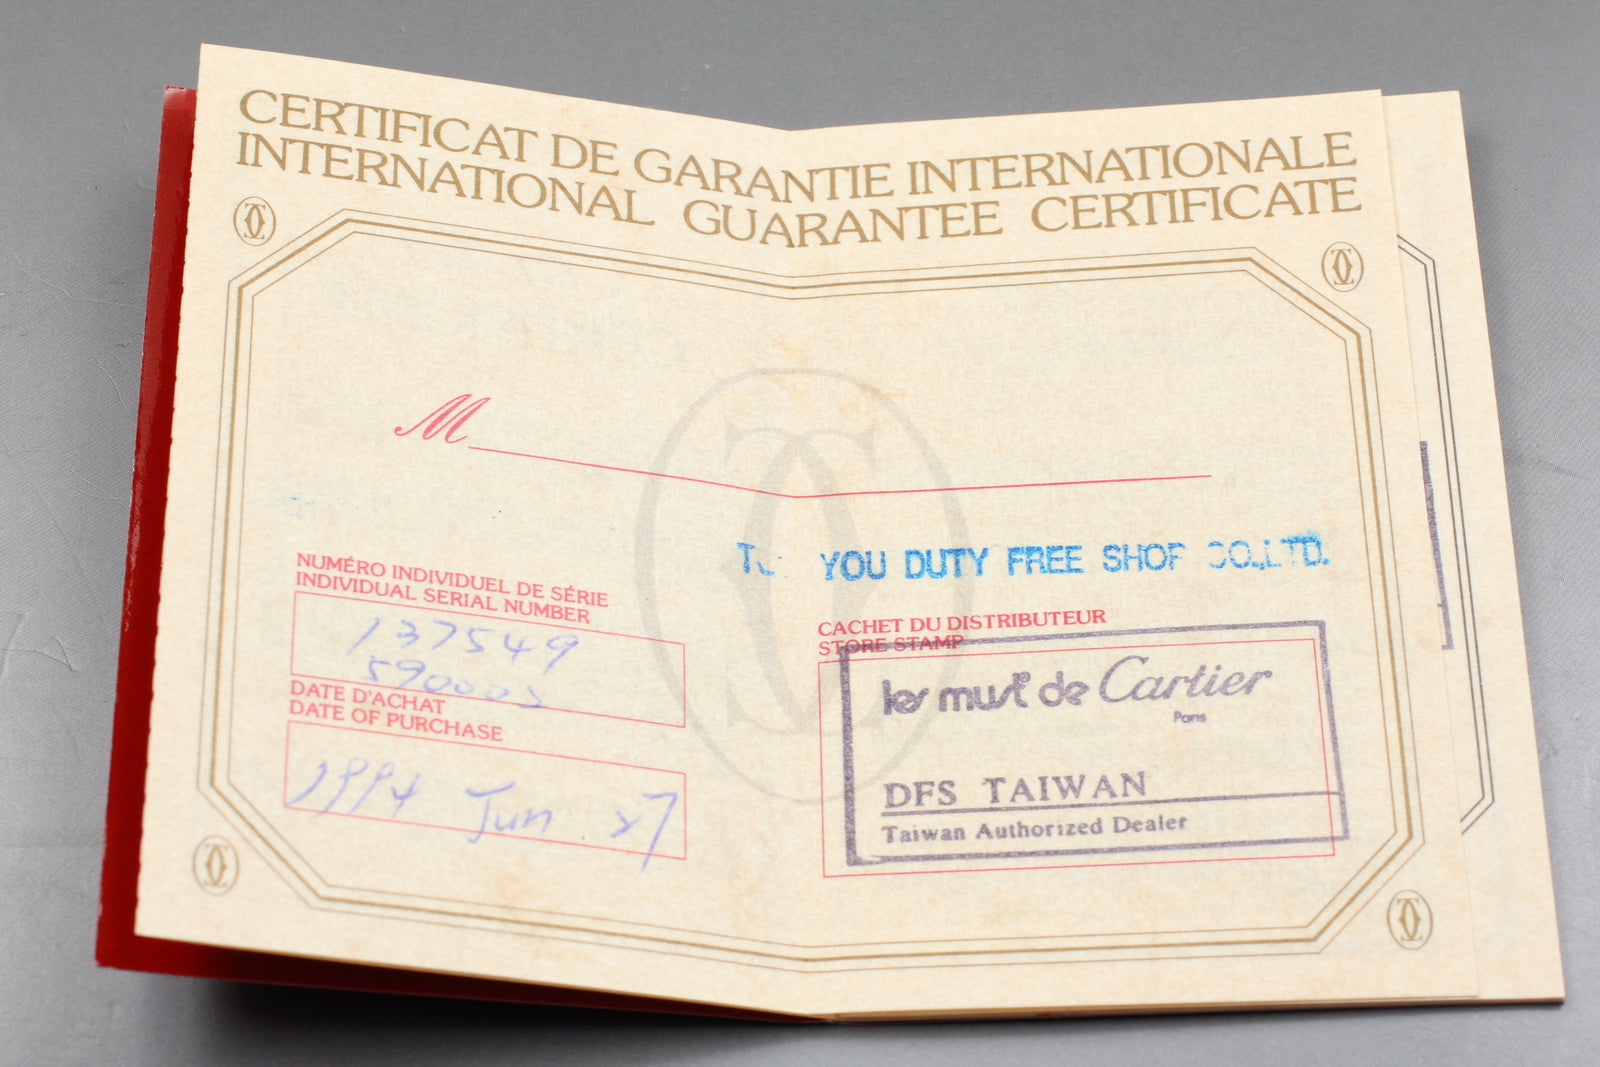 CERTIFICAT DE GARANTIE INTERNATIONALE
INTERNATIONAL GUARANTEE CERTIFICATE
M
YOU DUTY FREE SHOP CO.,LTD.
NUMÉRO INDIVIDUEL DE SÉRIE
INDIVIDUAL SERIAL NUMBER
137549
DATE D'ACHAT
DATE OF PURCHASE
1994 Jun 27
CACHET DU DISTRIBUTEUR
STORE STAMP
les must de Cartier
Paris
DFS TAIWAN
Taiwan Authorized Dealer